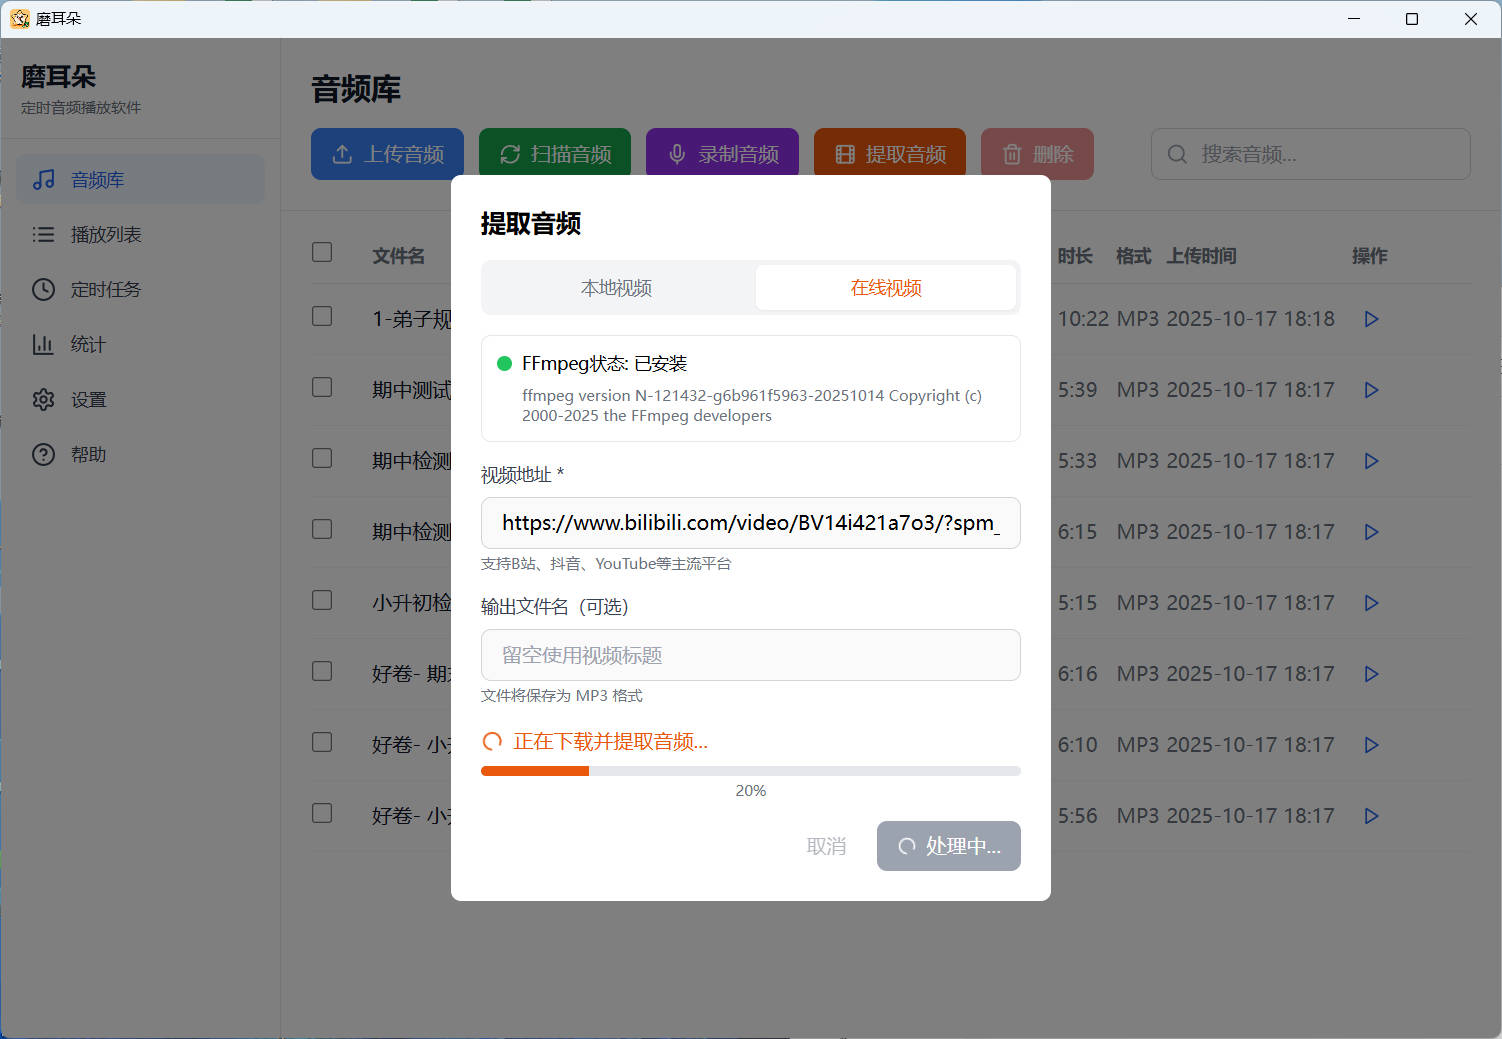 磨耳朵
磨耳朵
定时音频播放软件
音频库
播放列表
定时任务
统计
设置
帮助
音频库
上传音频
扫描音频
录制音频
提取音频
删除
搜索音频...
文件名
时长 格式 上传时间 操作
1-弟子规 10:22 MP3 2025-10-17 18:18
期中测试 5:39 MP3 2025-10-17 18:17
期中检测 5:33 MP3 2025-10-17 18:17
期中检测 6:15 MP3 2025-10-17 18:17
小升初检 5:15 MP3 2025-10-17 18:17
好卷- 期 6:16 MP3 2025-10-17 18:17
好卷- 小 6:10 MP3 2025-10-17 18:17
好卷- 小 5:56 MP3 2025-10-17 18:17
提取音频
本地视频
在线视频
FFmpeg状态: 已安装
ffmpeg version N-121432-g6b961f5963-20251014 Copyright (c)
2000-2025 the FFmpeg developers
视频地址 *
https://www.bilibili.com/video/BV14i421a7o3/?spm_
支持B站、抖音、YouTube等主流平台
输出文件名（可选）
留空使用视频标题
文件将保存为 MP3 格式
正在下载并提取音频...
20%
取消
处理中...